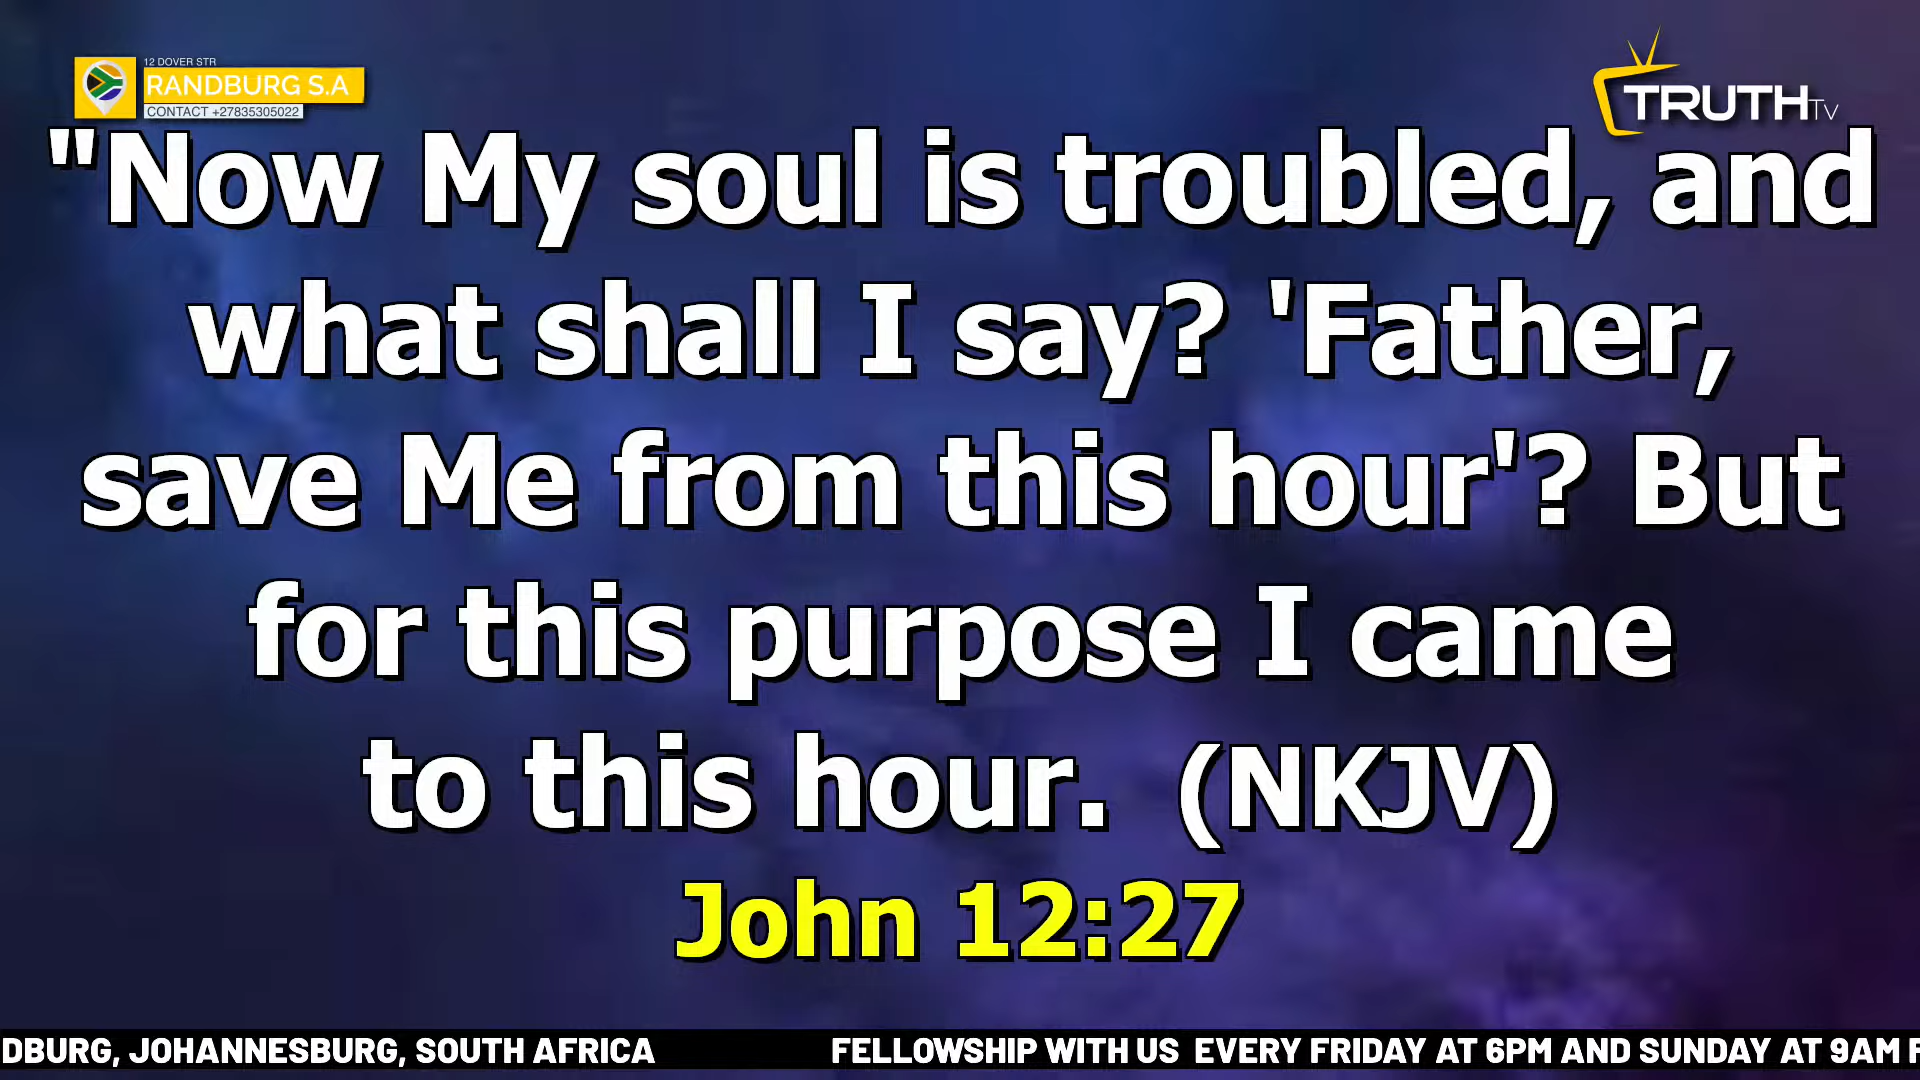 12 DOVER STR
RANDBURG S.A
CONTACT +27835305022
TRUTHTV
"Now My soul is troubled, and
what shall I say? 'Father,
save Me from this hour'? But
for this purpose I came
to this hour. (NKJV)
John 12:27
DBURG, JOHANNESBURG, SOUTH AFRICA FELLOWSHIP WITH US EVERY FRIDAY AT 6PM AND SUNDAY AT 9AM F